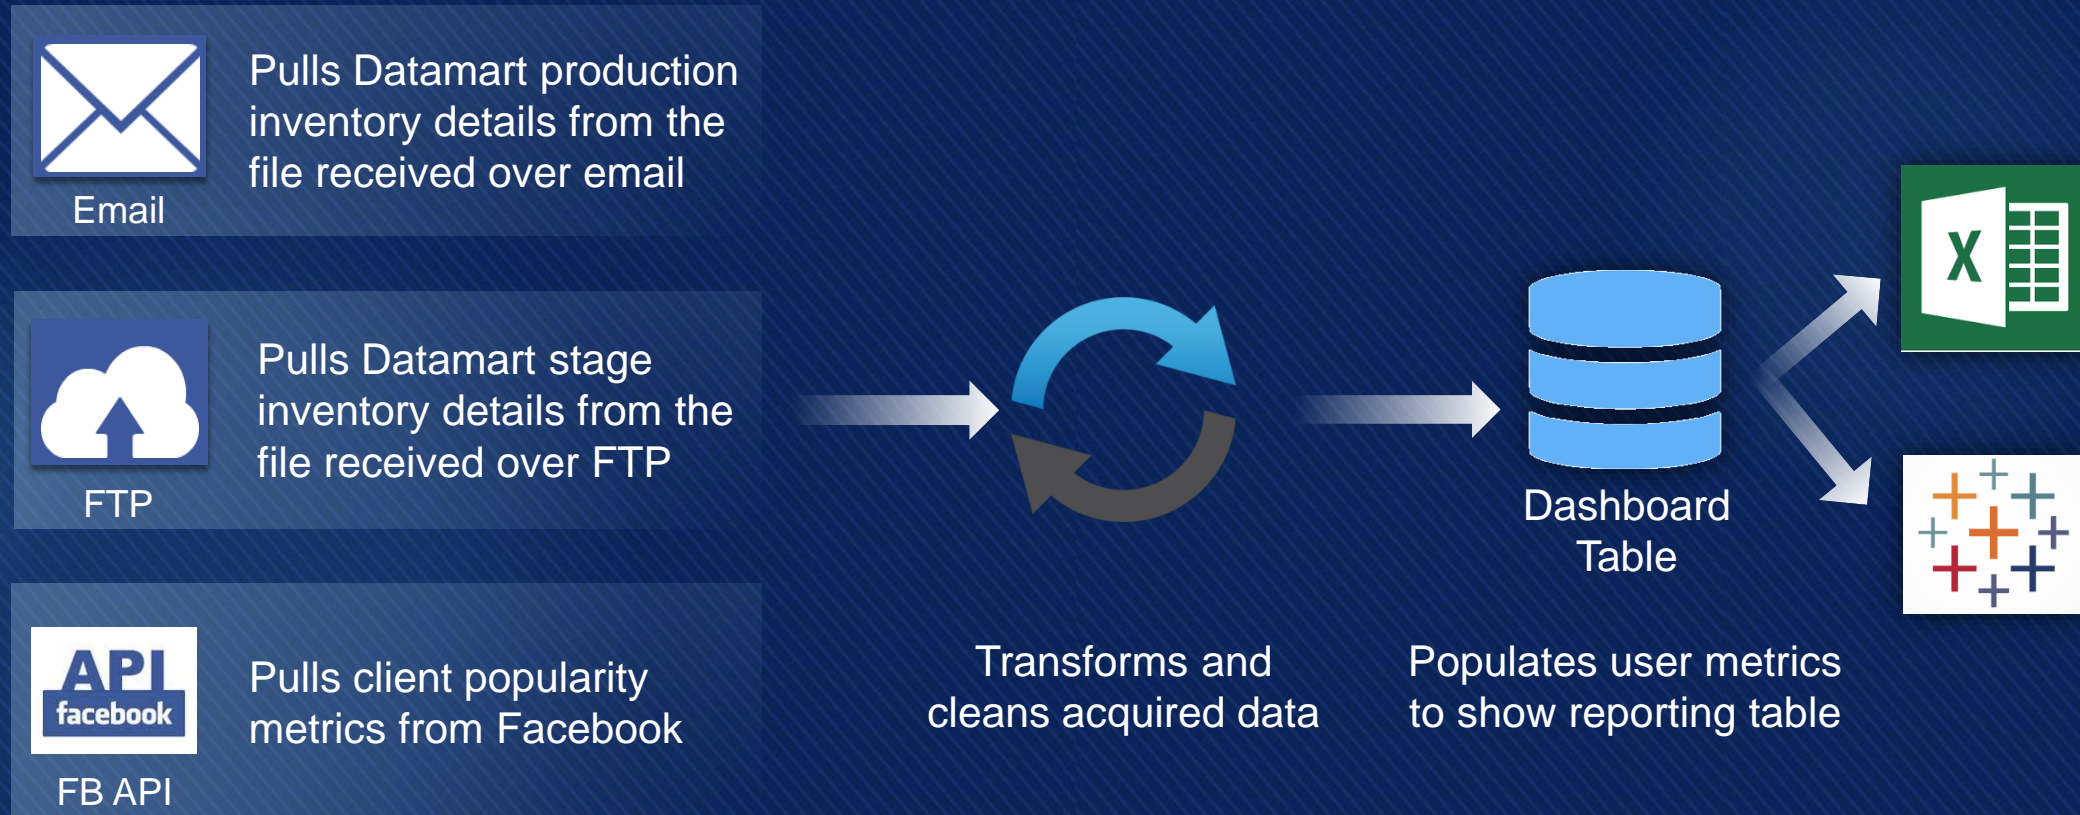 Pulls Datamart production
inventory details from the
file received over email
Email
Pulls Datamart stage
inventory details from the
file received over FTP
FTP
API
facebook
Pulls client popularity
metrics from Facebook
FB API
Transforms and
cleans acquired data
Dashboard
Table
Populates user metrics
to show reporting table
X